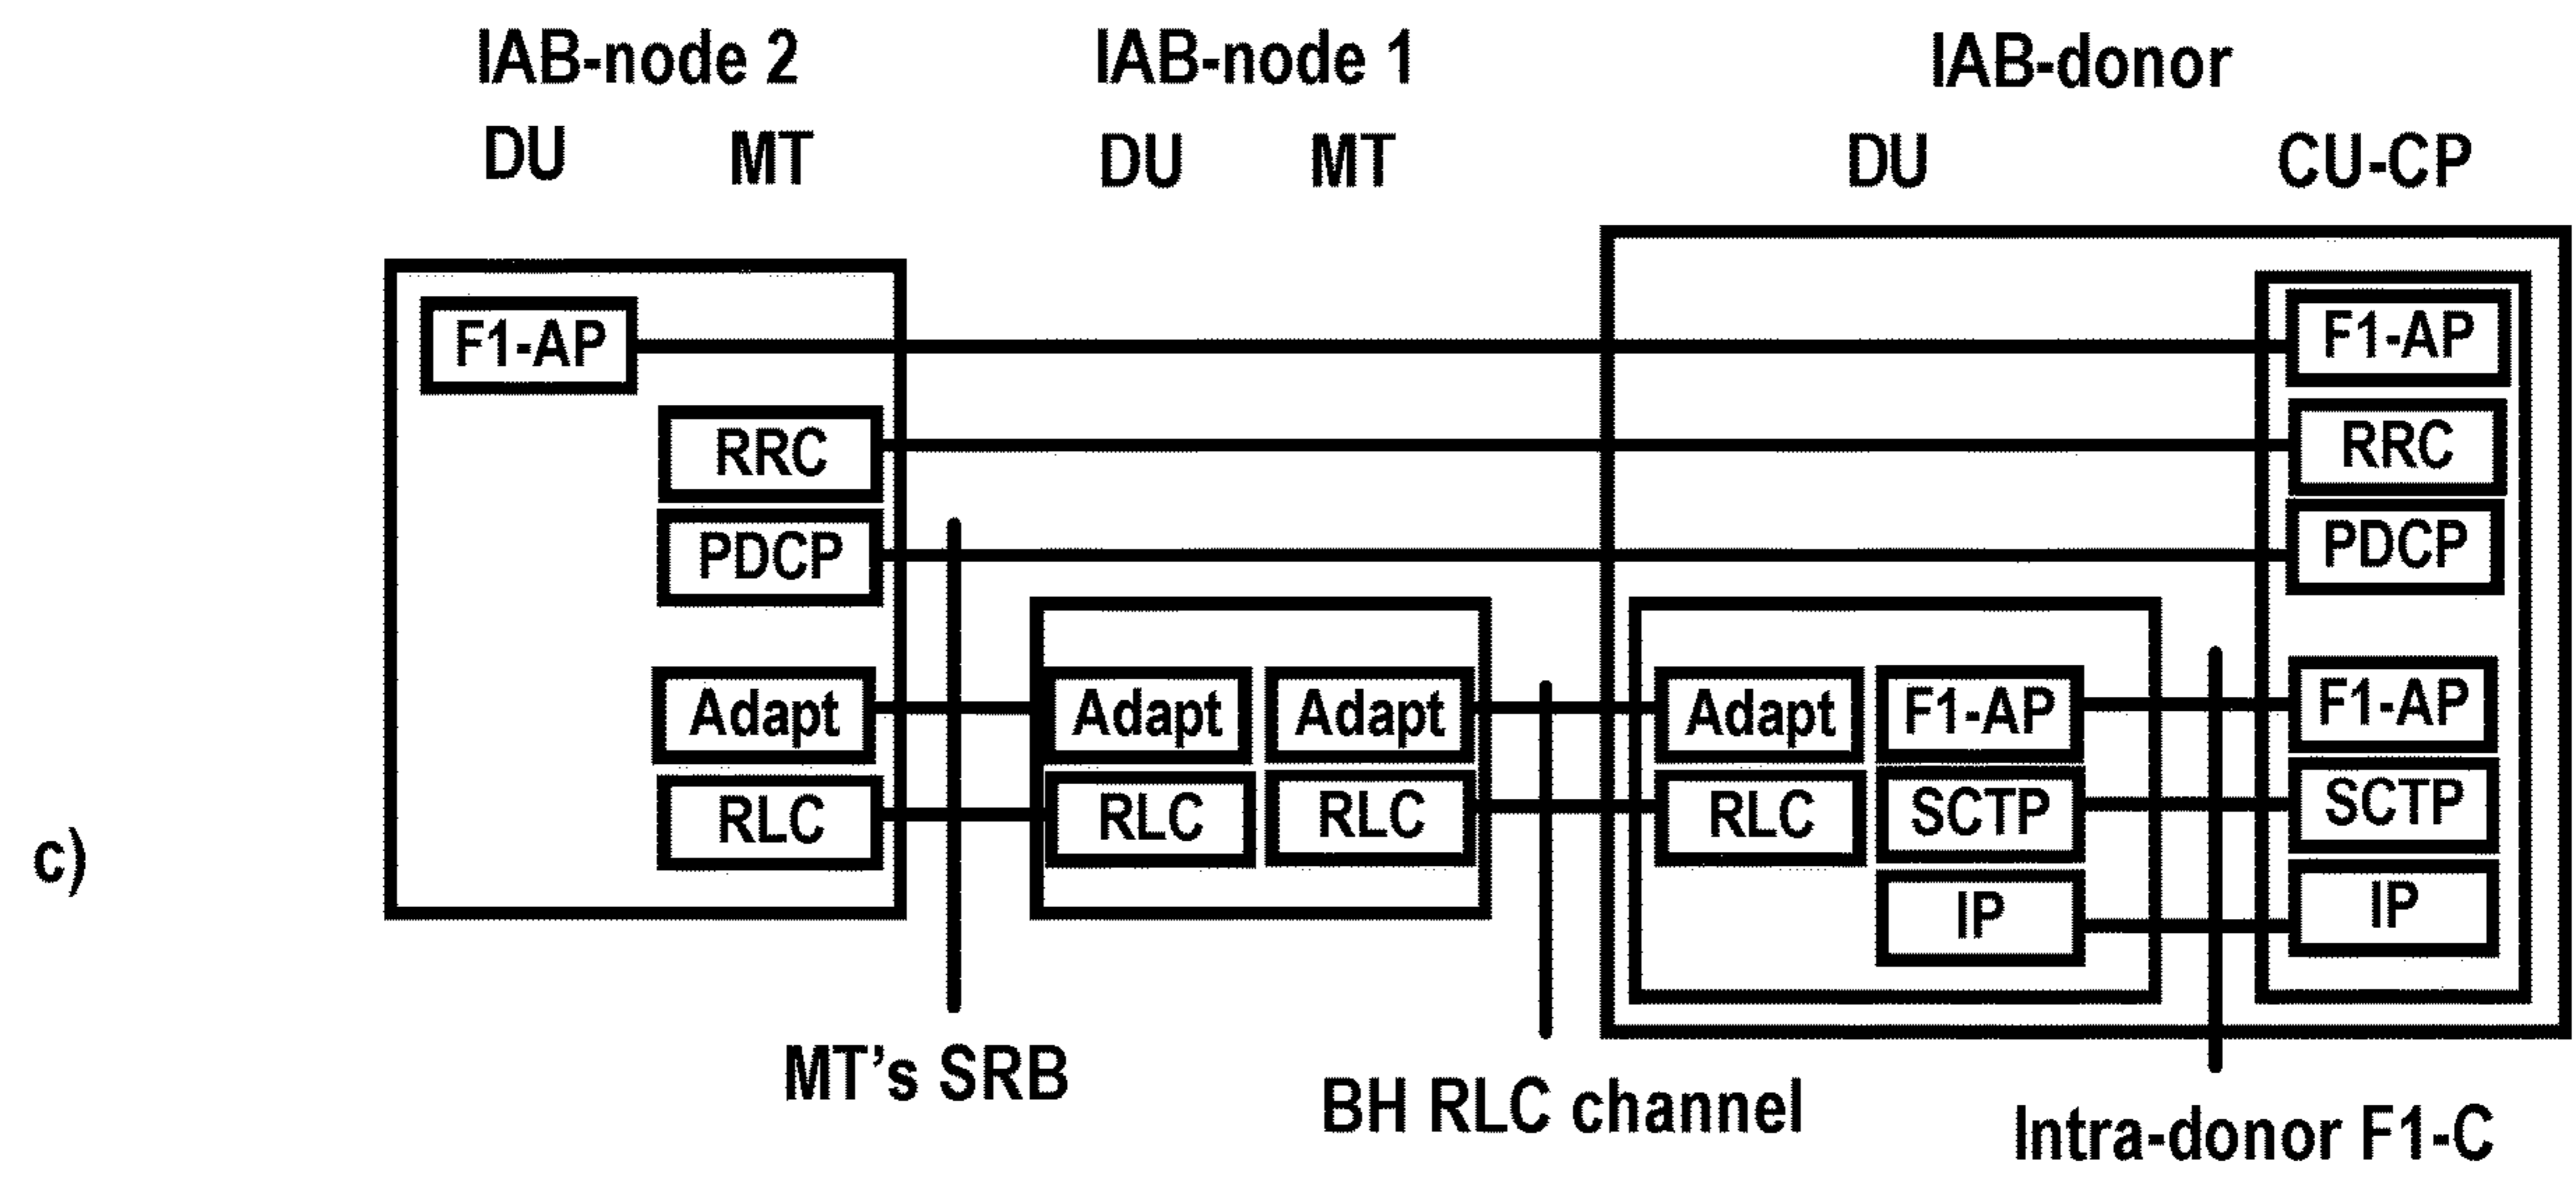 IAB-node 2 IAB-node 1 IAB-donor
DU MT DU MT DU CU-CP
F1-AP F1-AP
RRC RRC
PDCP PDCP
Adapt Adapt Adapt Adapt F1-AP F1-AP
RLC RLC RLC RLC SCTP SCTP
c) IP IP
MT's SRB
BH RLC channel
Intra-donor F1-C